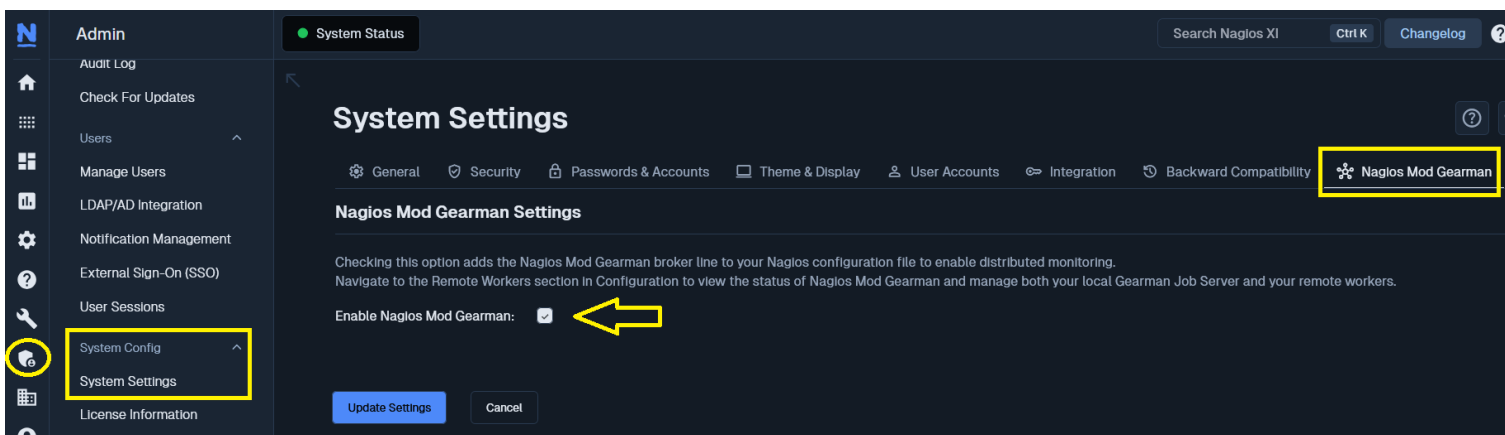 N
Admin
System Status
Search Nagios XI
Ctrl K
Changelog
?
Audit Log
Check For Updates
Users
Manage Users
LDAP/AD Integration
Notification Management
External Sign-On (SSO)
User Sessions
System Config
System Settings
License Information
System Settings
?
General
Security
Passwords & Accounts
Theme & Display
User Accounts
Integration
Backward Compatibility
Nagios Mod Gearman
Nagios Mod Gearman Settings
Checking this option adds the Nagios Mod Gearman broker line to your Nagios configuration file to enable distributed monitoring.
Navigate to the Remote Workers section in Configuration to view the status of Nagios Mod Gearman and manage both your local Gearman Job Server and your remote workers.
Enable Nagios Mod Gearman:
Update Settings
Cancel